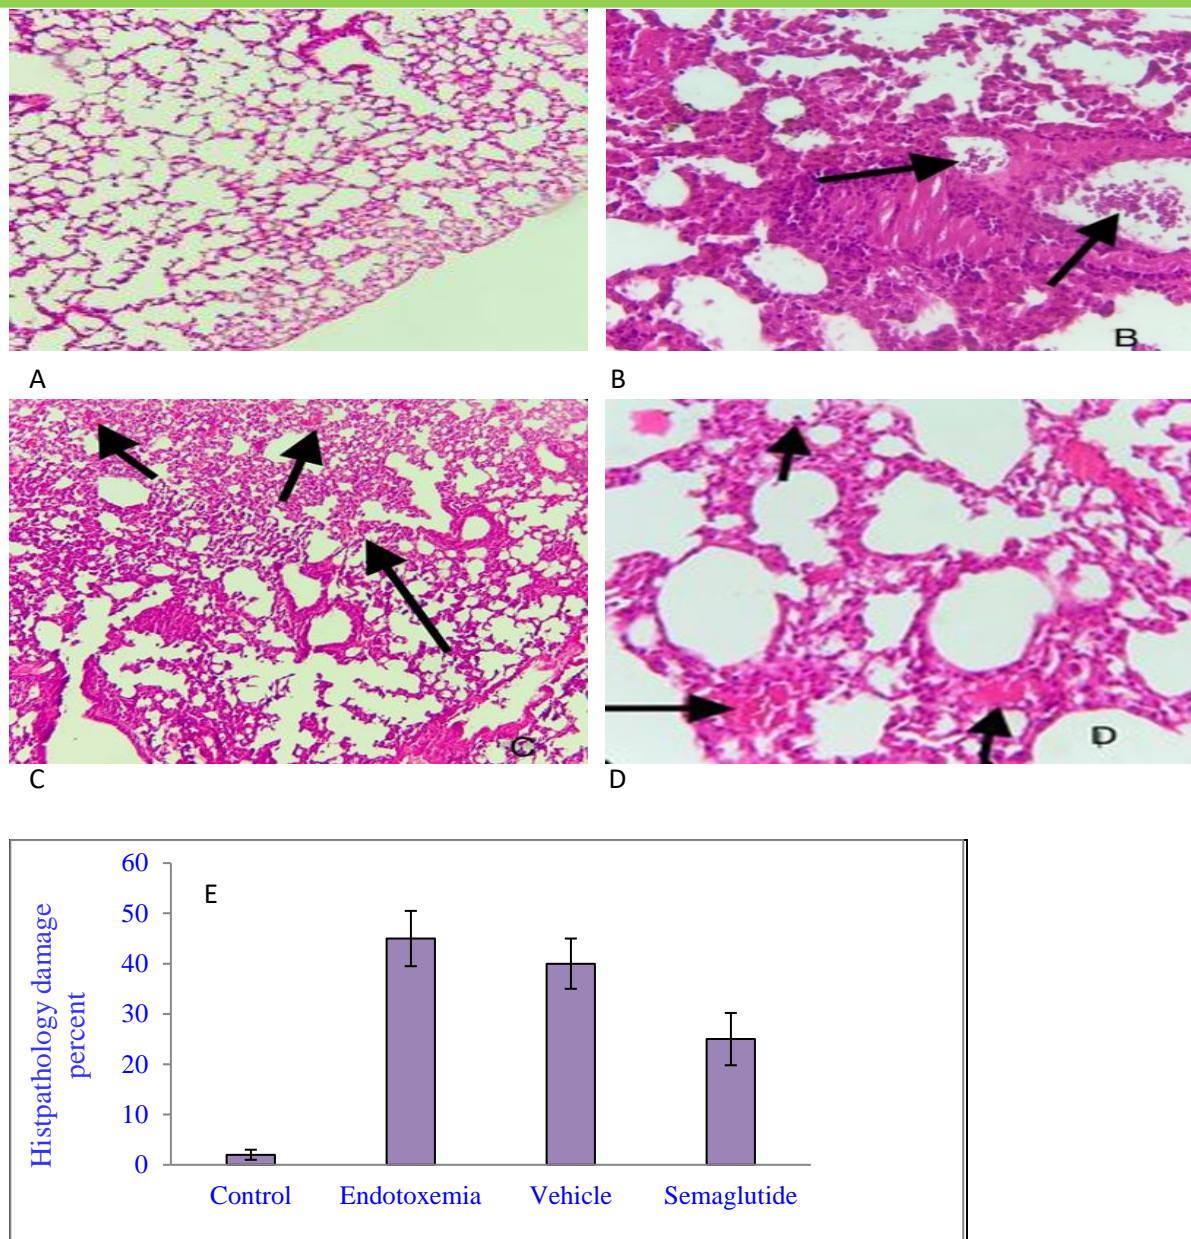 B
A
B
C
D
C
D
60
E
50
40
30
20
10
0
Histpathology damage
percent
Control Endotoxemia Vehicle Semaglutide